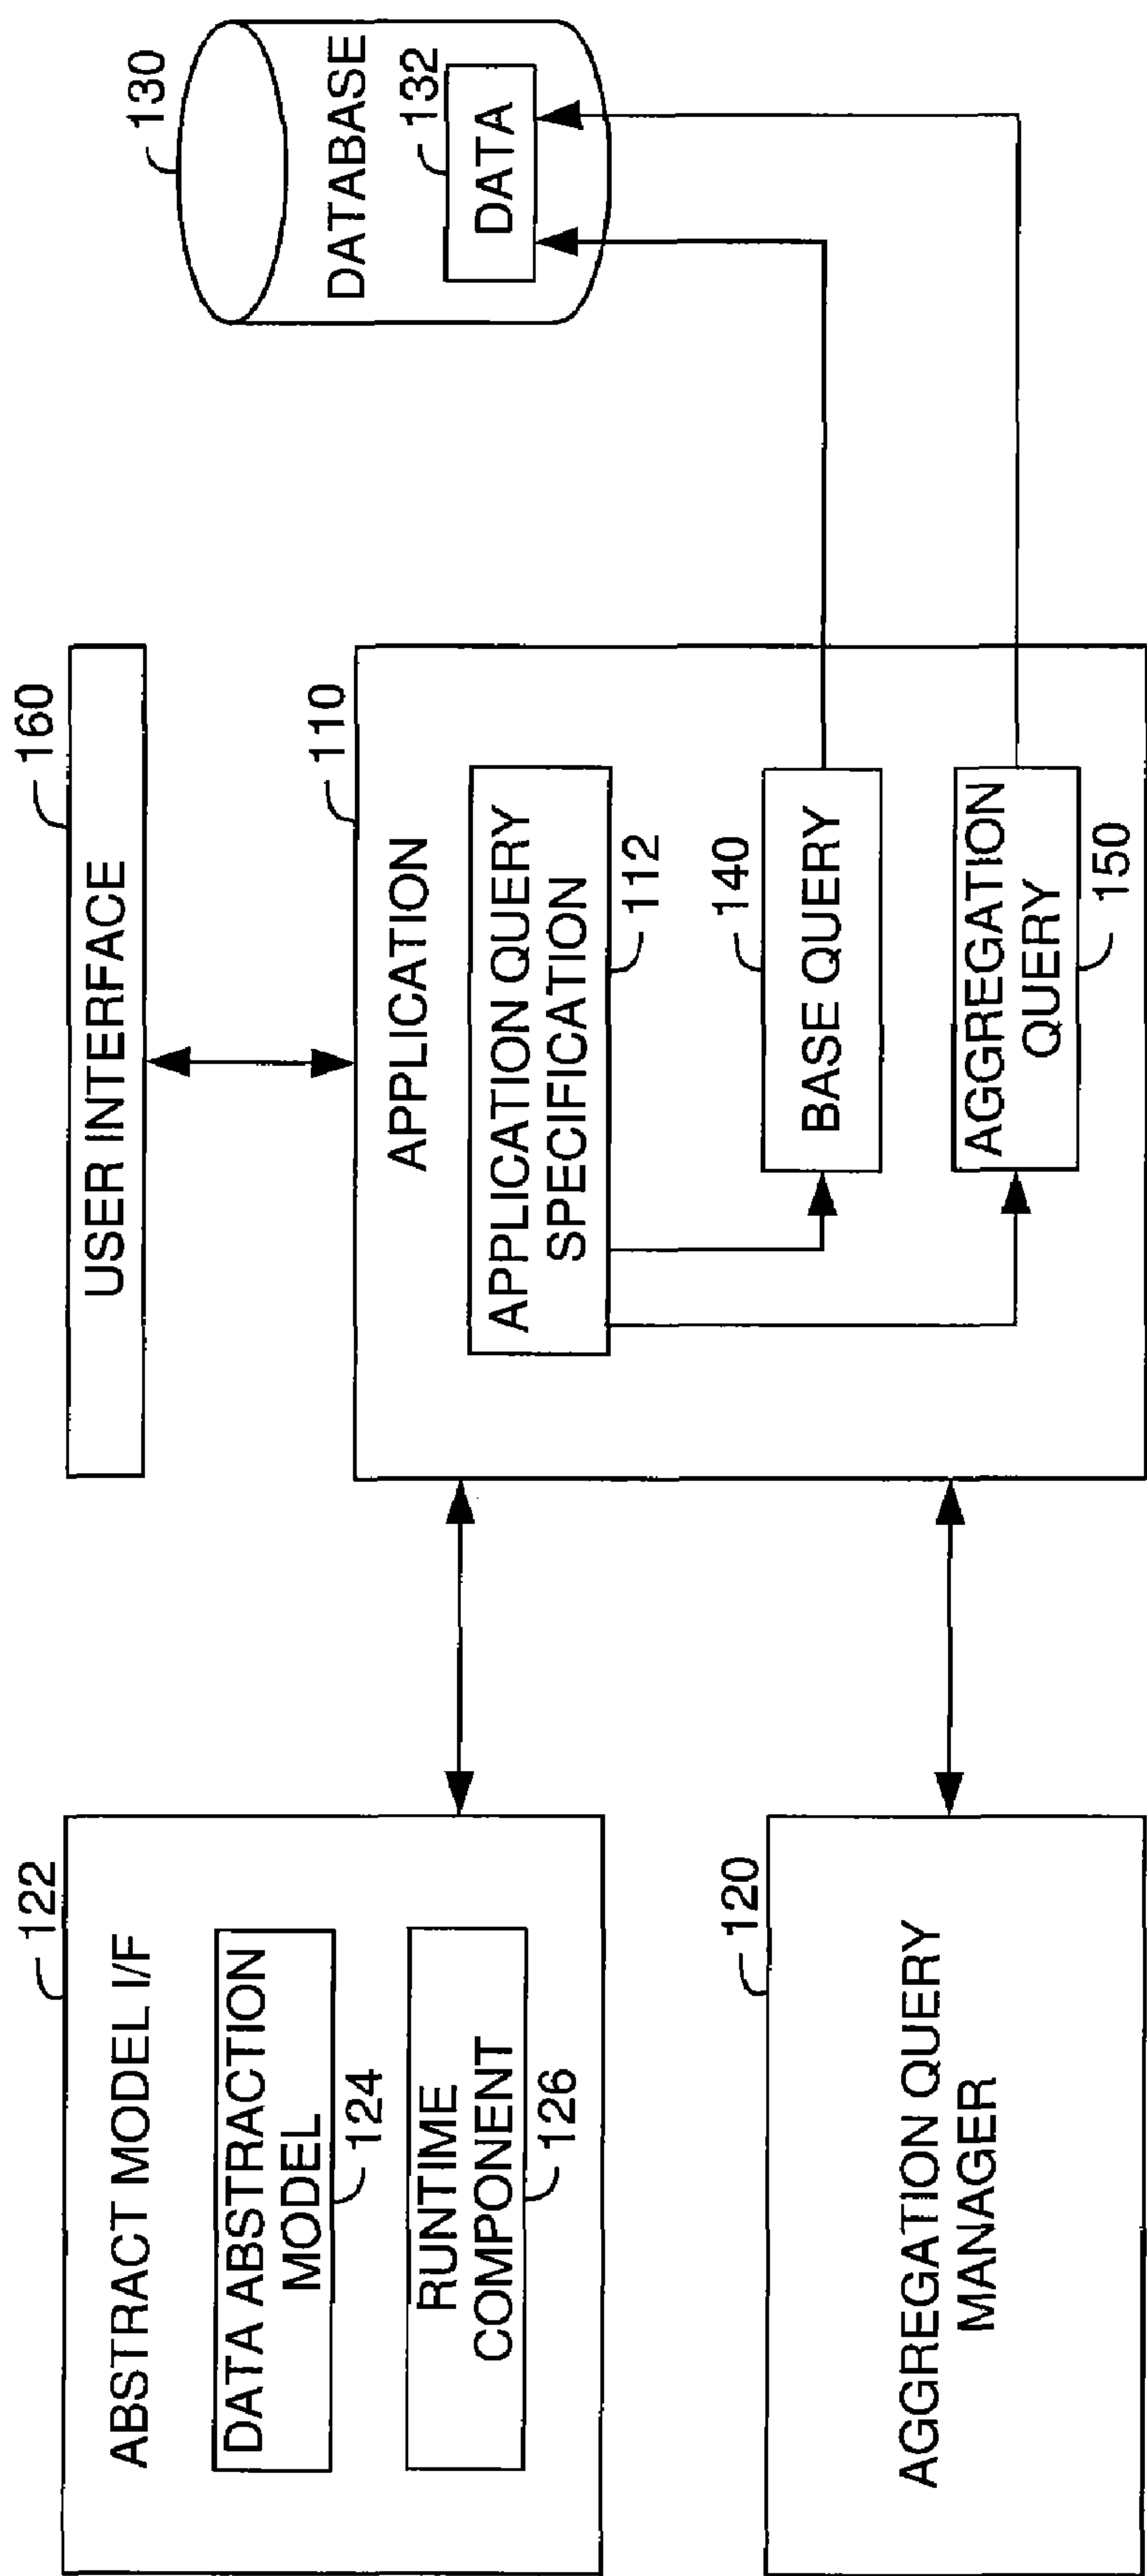 122
ABSTRACT MODEL I/F
DATA ABSTRACTION
MODEL
124
RUNTIME
COMPONENT
126
120
AGGREGATION QUERY
MANAGER
160
USER INTERFACE
110
APPLICATION
APPLICATION QUERY
SPECIFICATION
112
140
BASE QUERY
AGGREGATION
QUERY
150
130
DATABASE
132
DATA